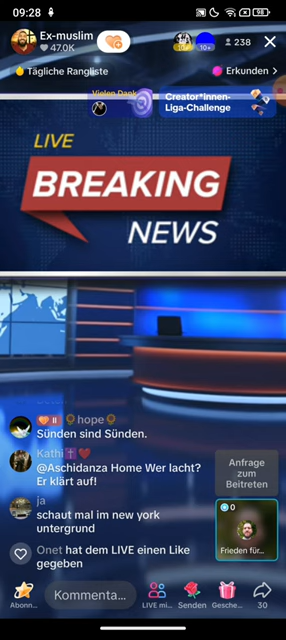 09:28
98
Ex-muslim
47.0K
10+
238
Tägliche Rangliste
Erkunden >
Vielen Dank
Creator*innen-
Liga-Challenge
LIVE
BREAKING
NEWS
hope
Sünden sind Sünden.
Kathi
@Aschidanza Home Wer lacht?
Er klärt auf!
ja
schaut mal im new york
untergrund
Onet hat dem LIVE einen Like
gegeben
Anfrage
zum
Beitreten
0
Frieden für...
Abonn...
Kommenta...
LIVE mi...
Senden
Gesche...
30